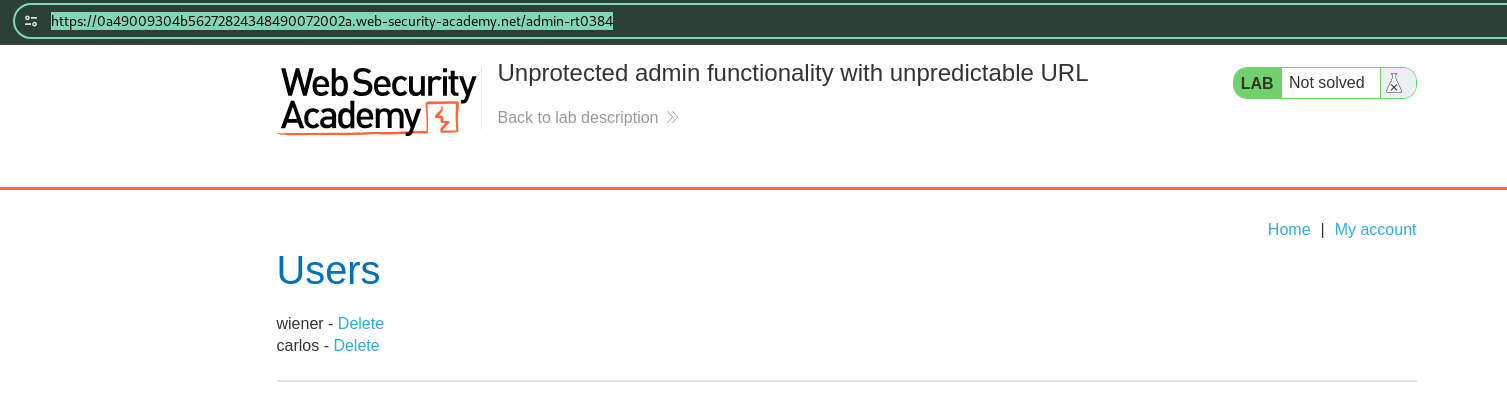 https://0a49009304b56272824348490072002a.web-security-academy.net/admin-rt0384
Web Security Academy
Unprotected admin functionality with unpredictable URL
Back to lab description
LAB Not solved
Home | My account
Users
wiener - Delete
carlos - Delete